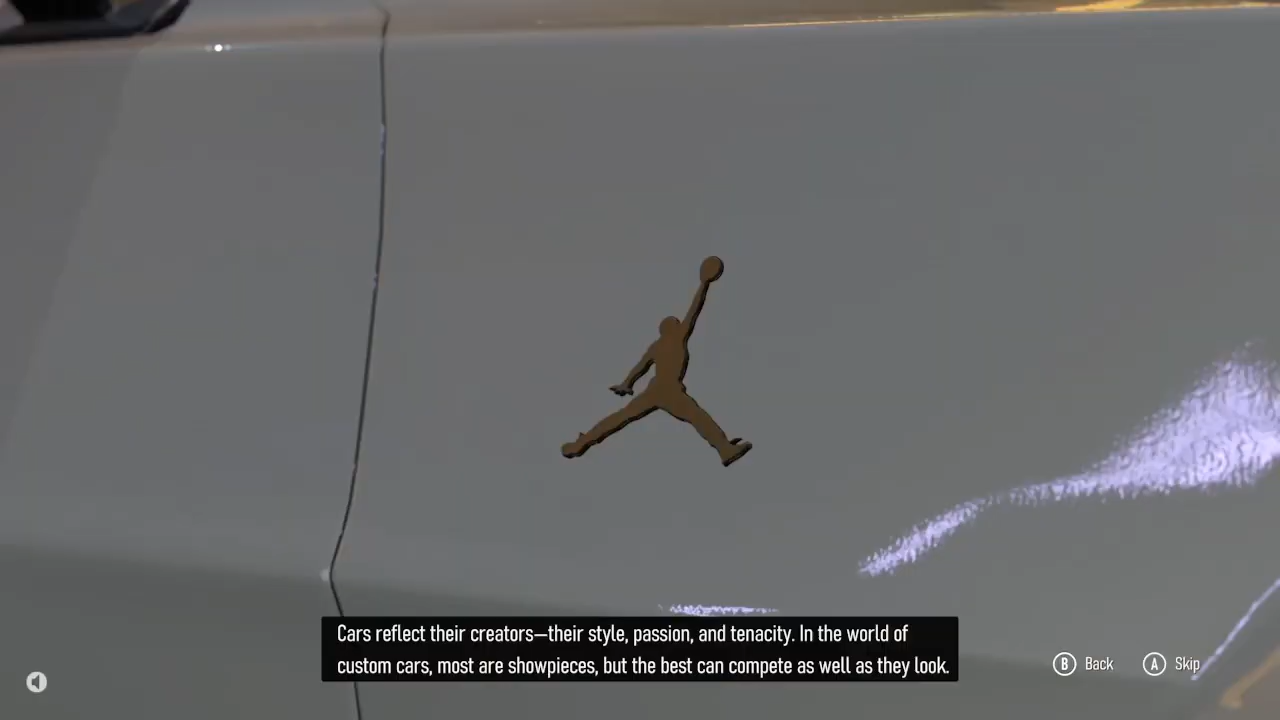 Cars reflect their creators—their style, passion, and tenacity. In the world of
custom cars, most are showpieces, but the best can compete as well as they look.
B Back A Skip